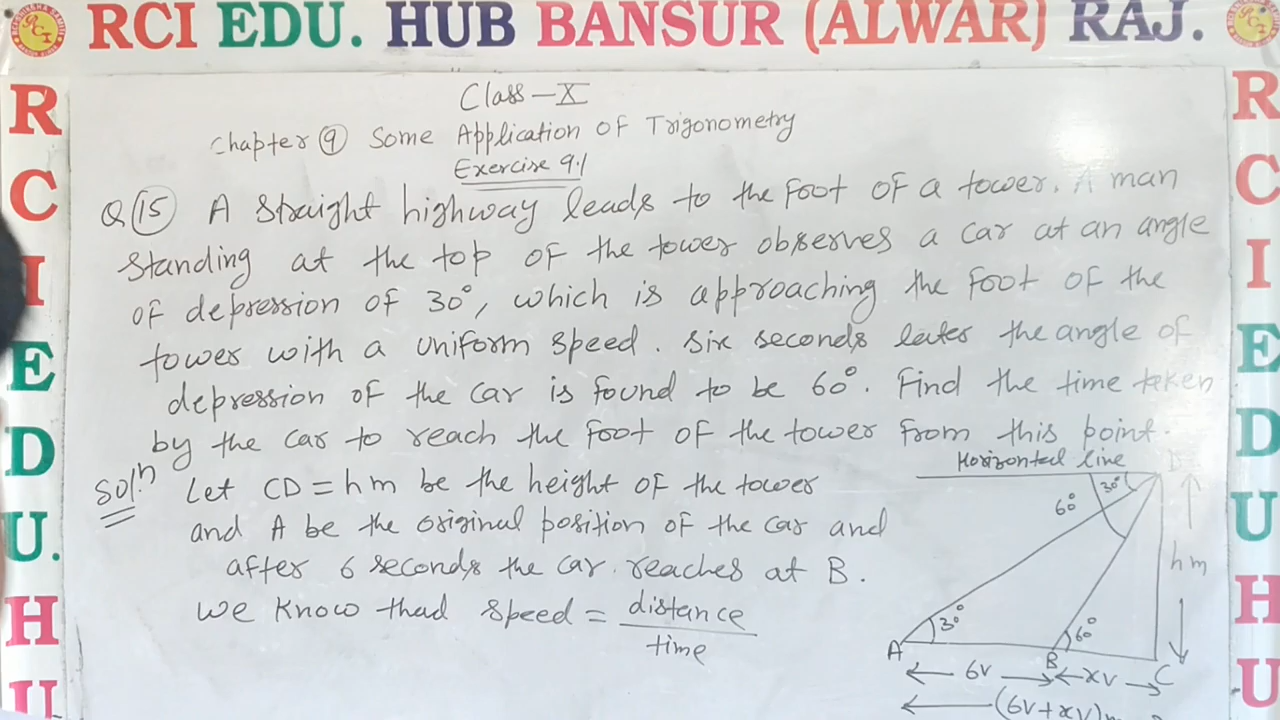 RCI EDU. HUB BANSUR (ALWAR) RAJ.
R
C
I
E
D
U.
H
U
Class - X
Chapter 9 Some Application of Trigonometry
Exercise 9.1
Q 15 A straight highway leads to the foot of a tower. A man
standing at the top of the tower observes a car at an angle
of depression of 30°, which is approaching the foot of the
tower with a uniform speed. Six seconds later the angle of
depression of the car is found to be 60°. Find the time taken
by the car to reach the foot of the tower from this point.
Horizontal line D
Sol.n Let CD = h m be the height of the tower
and A be the original position of the car and
after 6 seconds the car reaches at B.
We know that speed = distance
time
30°
60°
h m
30°
60°
A B C
6v xv
(6v+xv)
R
C
I
E
D
U
H
U